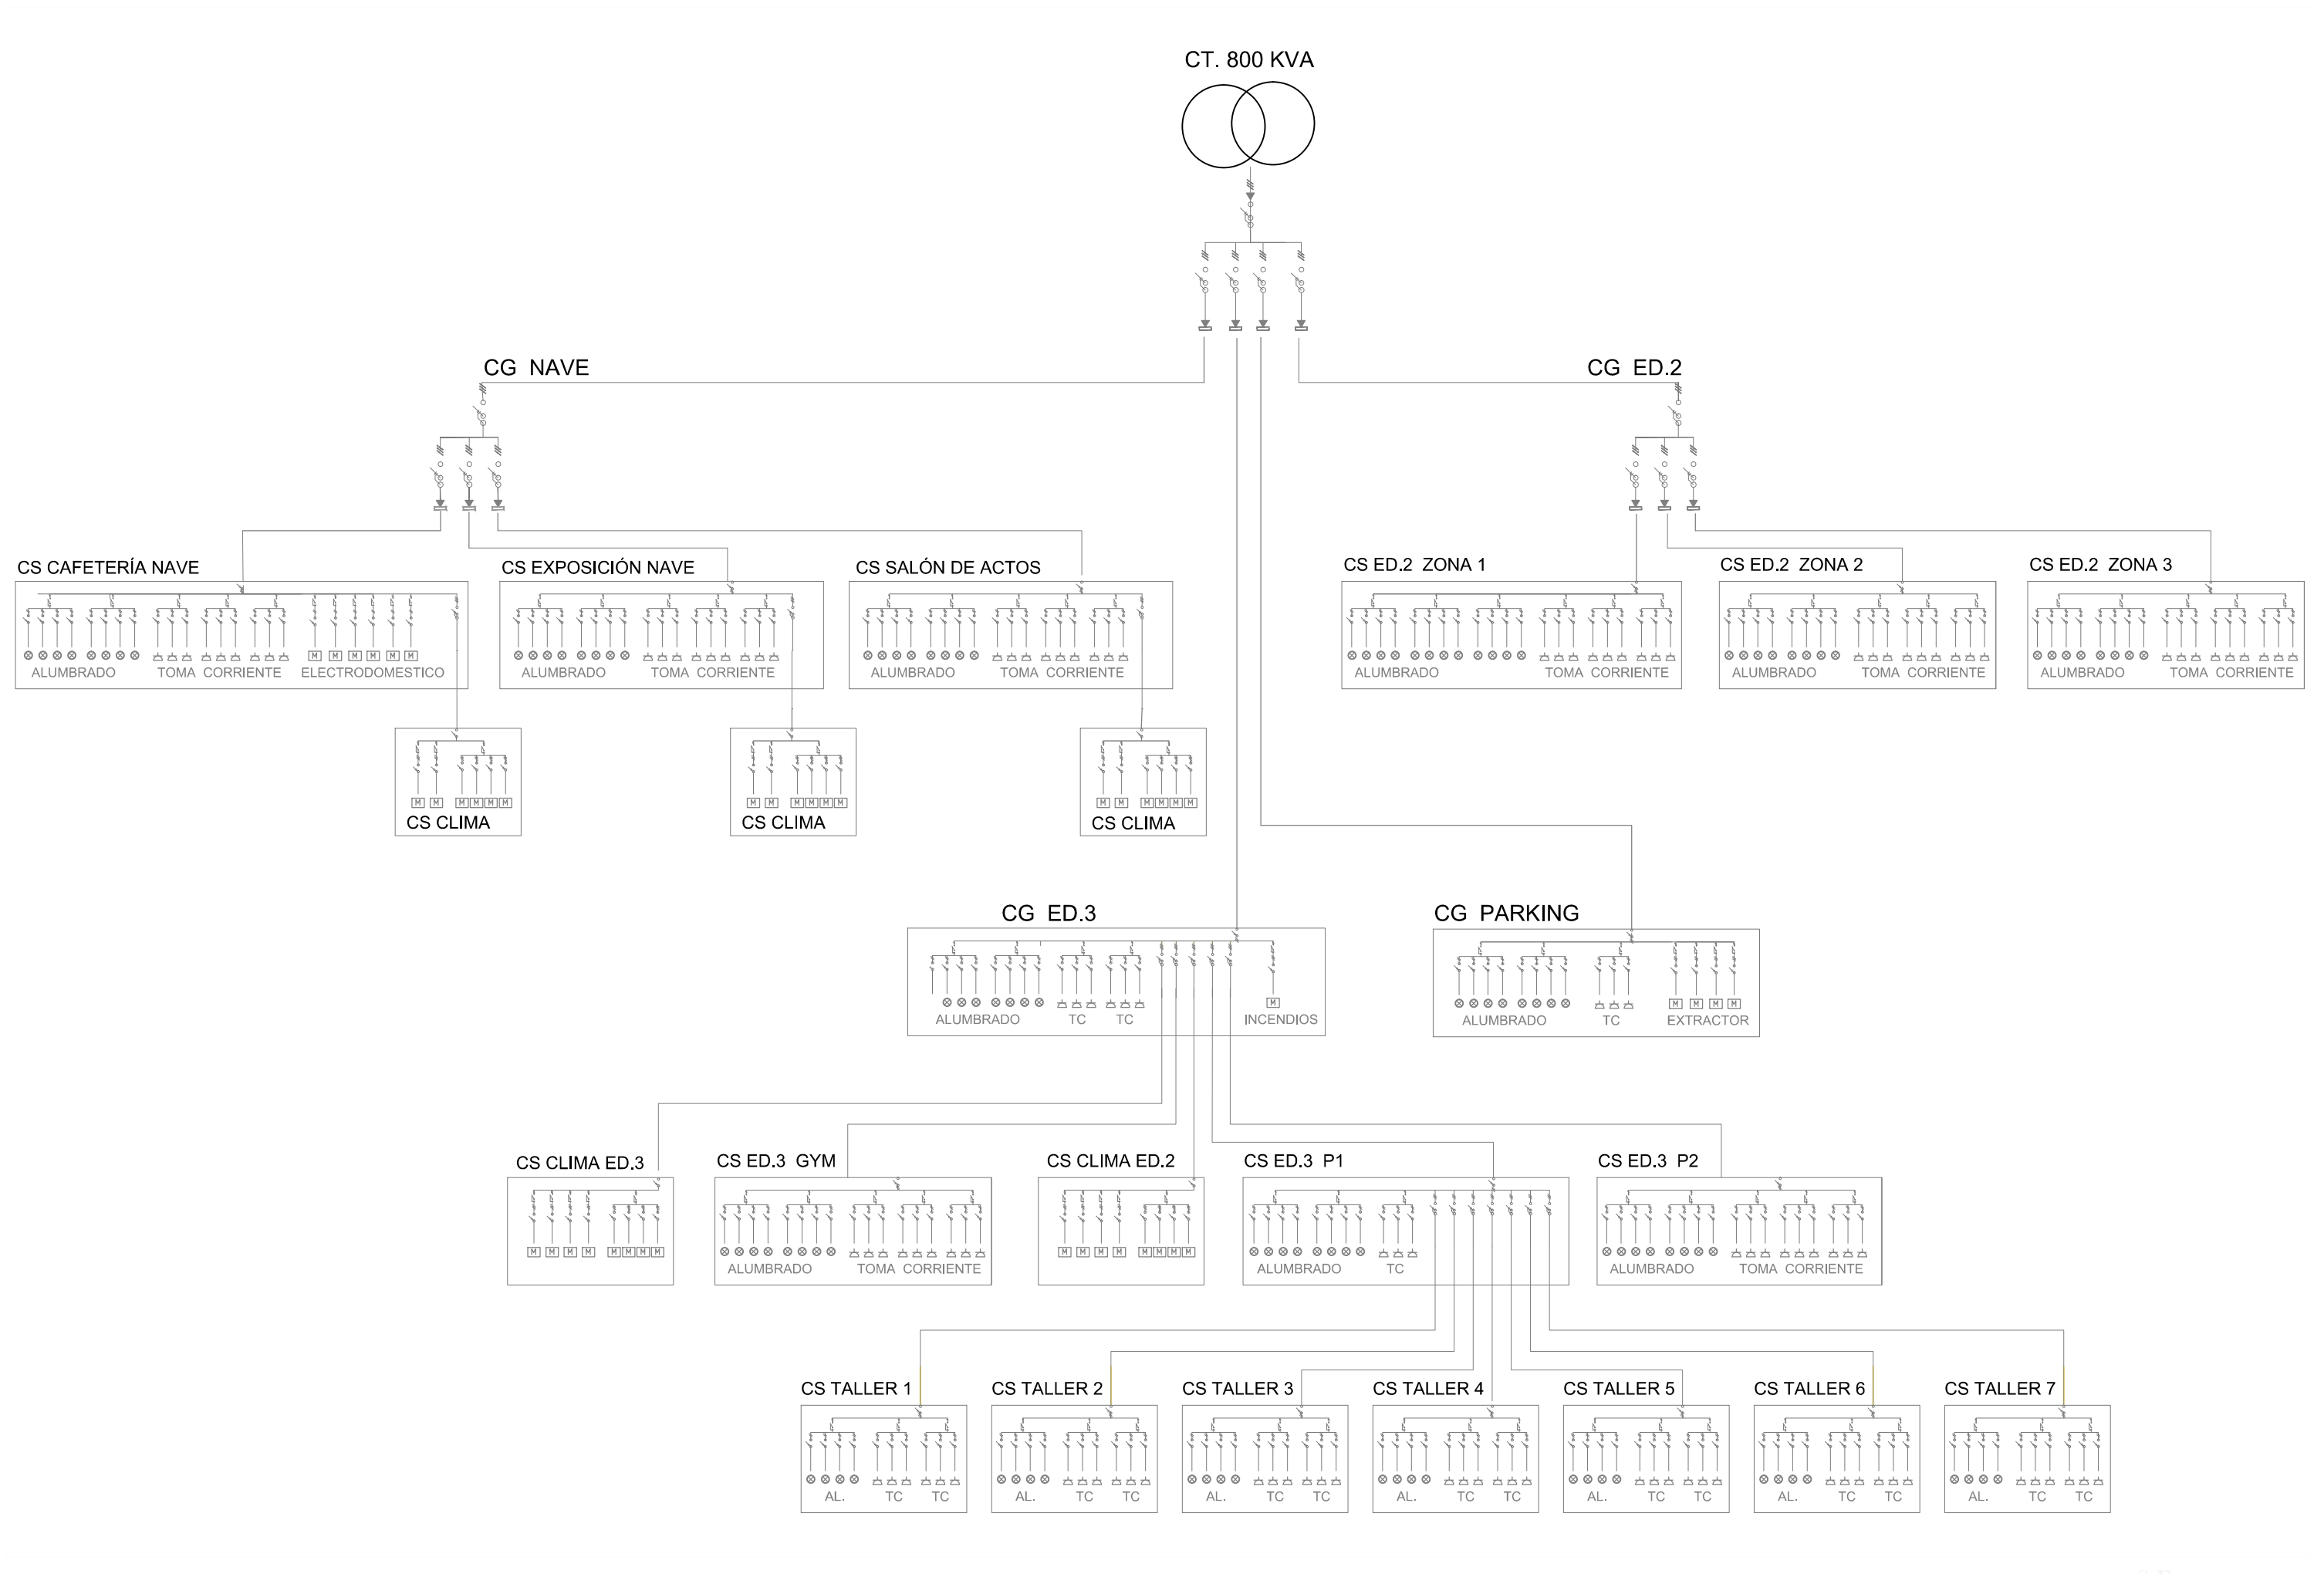 CT. 800 KVA
CG NAVE
CG ED.2
CS CAFETERÍA NAVE
CS EXPOSICIÓN NAVE
CS SALÓN DE ACTOS
CS ED.2 ZONA 1
CS ED.2 ZONA 2
CS ED.2 ZONA 3
M M M M M M
ALUMBRADO TOMA CORRIENTE ELECTRODOMESTICO
ALUMBRADO TOMA CORRIENTE
ALUMBRADO TOMA CORRIENTE
ALUMBRADO TOMA CORRIENTE
ALUMBRADO TOMA CORRIENTE
ALUMBRADO TOMA CORRIENTE
M M M M M M
CS CLIMA
M M M M M M
CS CLIMA
M M M M M M
CS CLIMA
CG ED.3
M
ALUMBRADO TC TC INCENDIOS
CG PARKING
M M M M
ALUMBRADO TC EXTRACTOR
CS CLIMA ED.3
M M M M M M M M
CS ED.3 GYM
ALUMBRADO TOMA CORRIENTE
CS CLIMA ED.2
M M M M M M M M
CS ED.3 P1
ALUMBRADO TC
CS ED.3 P2
ALUMBRADO TOMA CORRIENTE
CS TALLER 1
AL. TC TC
CS TALLER 2
AL. TC TC
CS TALLER 3
AL. TC TC
CS TALLER 4
AL. TC TC
CS TALLER 5
AL. TC TC
CS TALLER 6
AL. TC TC
CS TALLER 7
AL. TC TC